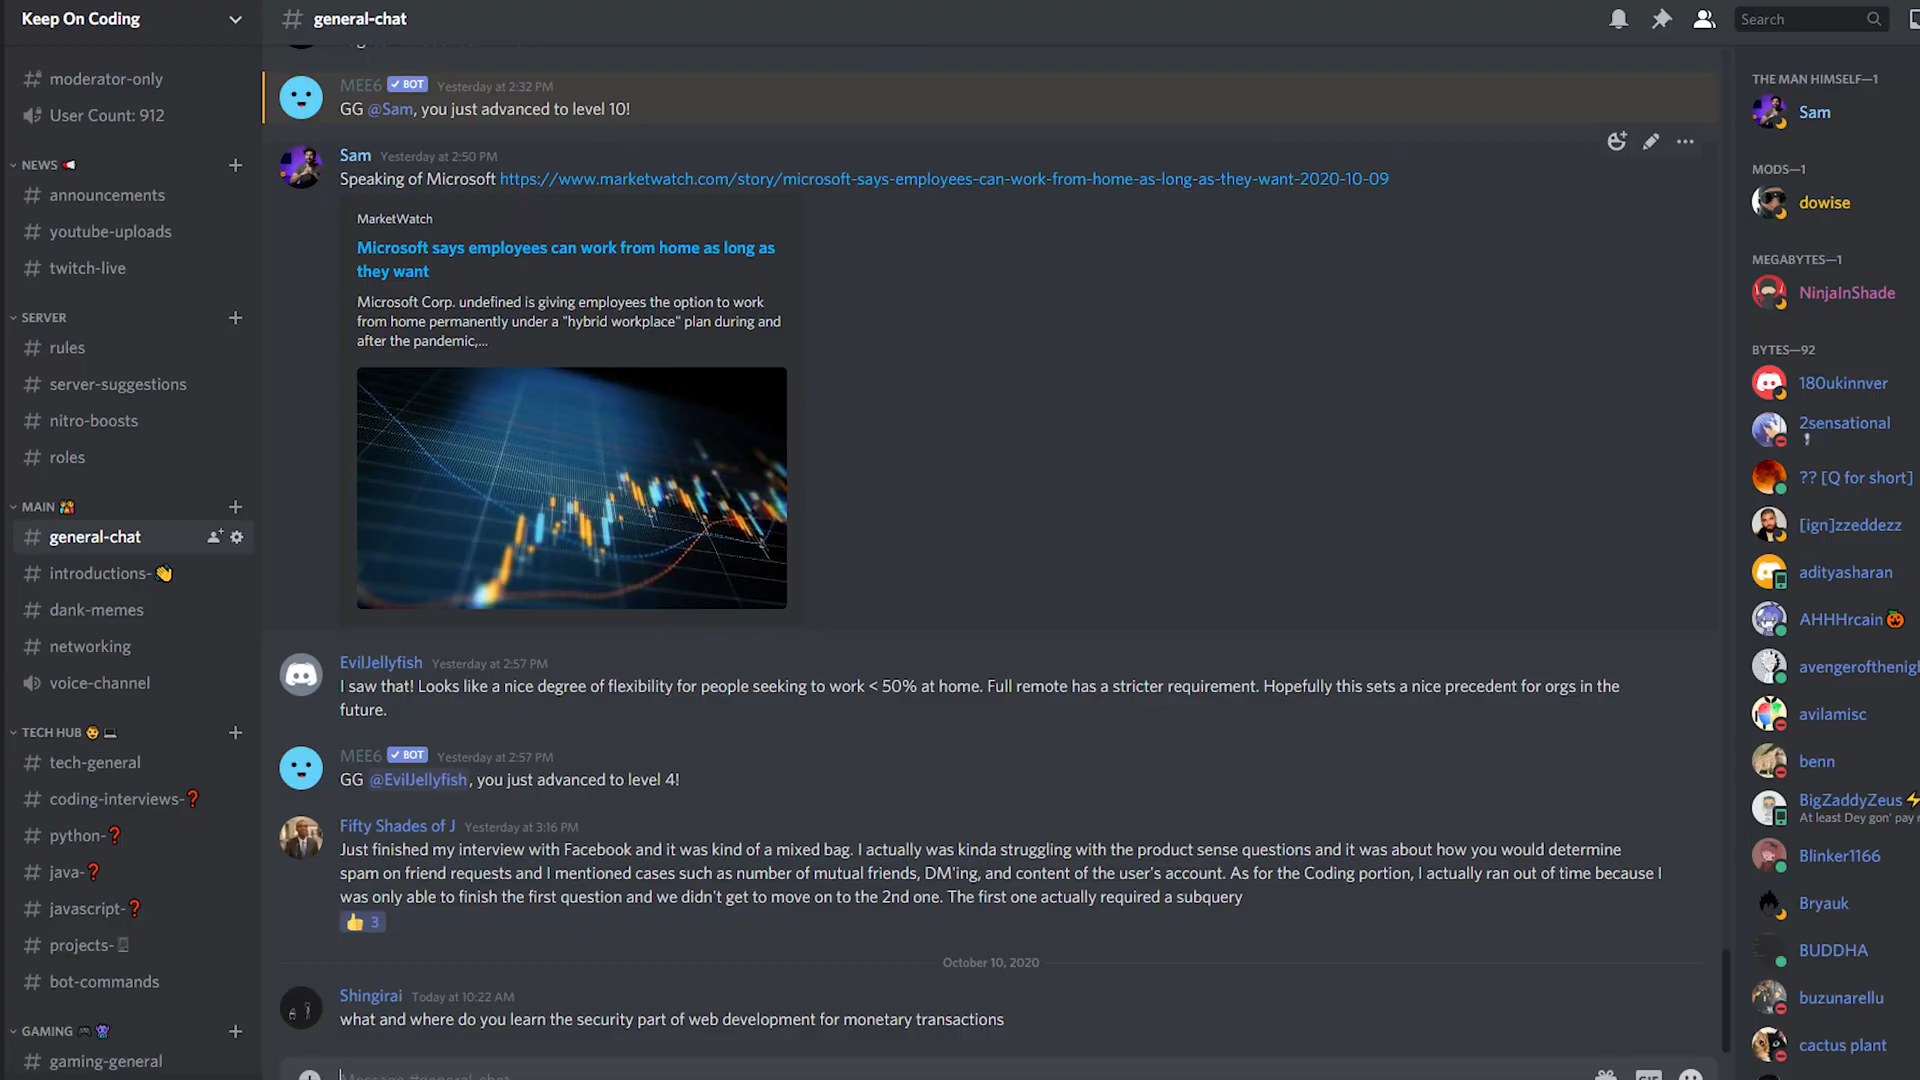 Keep On Coding
general-chat
Search
moderator-only
User Count: 912
NEWS
announcements
youtube-uploads
twitch-live
SERVER
rules
server-suggestions
nitro-boosts
roles
MAIN
general-chat
introductions-
dank-memes
networking
voice-channel
TECH HUB
tech-general
coding-interviews-❓
python-❓
java-❓
javascript-❓
projects-
bot-commands
GAMING
gaming-general
MEE6 ✓ BOT Yesterday at 2:32 PM
GG @Sam, you just advanced to level 10!
Sam Yesterday at 2:50 PM
Speaking of Microsoft https://www.marketwatch.com/story/microsoft-says-employees-can-work-from-home-as-long-as-they-want-2020-10-09
MarketWatch
Microsoft says employees can work from home as long as
they want
Microsoft Corp. undefined is giving employees the option to work
from home permanently under a "hybrid workplace" plan during and
after the pandemic,...
EvilJellyfish Yesterday at 2:57 PM
I saw that! Looks like a nice degree of flexibility for people seeking to work < 50% at home. Full remote has a stricter requirement. Hopefully this sets a nice precedent for orgs in the
future.
MEE6 ✓ BOT Yesterday at 2:57 PM
GG @EvilJellyfish, you just advanced to level 4!
Fifty Shades of J Yesterday at 3:16 PM
Just finished my interview with Facebook and it was kind of a mixed bag. I actually was kinda struggling with the product sense questions and it was about how you would determine
spam on friend requests and I mentioned cases such as number of mutual friends, DM'ing, and content of the user's account. As for the Coding portion, I actually ran out of time because I
was only able to finish the first question and we didn't get to move on to the 2nd one. The first one actually required a subquery
👍 3
October 10, 2020
Shingirai Today at 10:22 AM
what and where do you learn the security part of web development for monetary transactions
Message #general-chat
GIF
THE MAN HIMSELF—1
Sam
MODS—1
dowise
MEGABYTES—1
NinjaInShade
BYTES—92
180ukinnver
2sensational
?? [Q for short]
[ign]zzeddezz
adityasharan
AHHHrcain🎃
avengerofthenigh
avilamisc
benn
BigZaddyZeus⚡
At least Dey gon' pay
Blinker1166
Bryauk
BUDDHA
buzunarellu
cactus plant